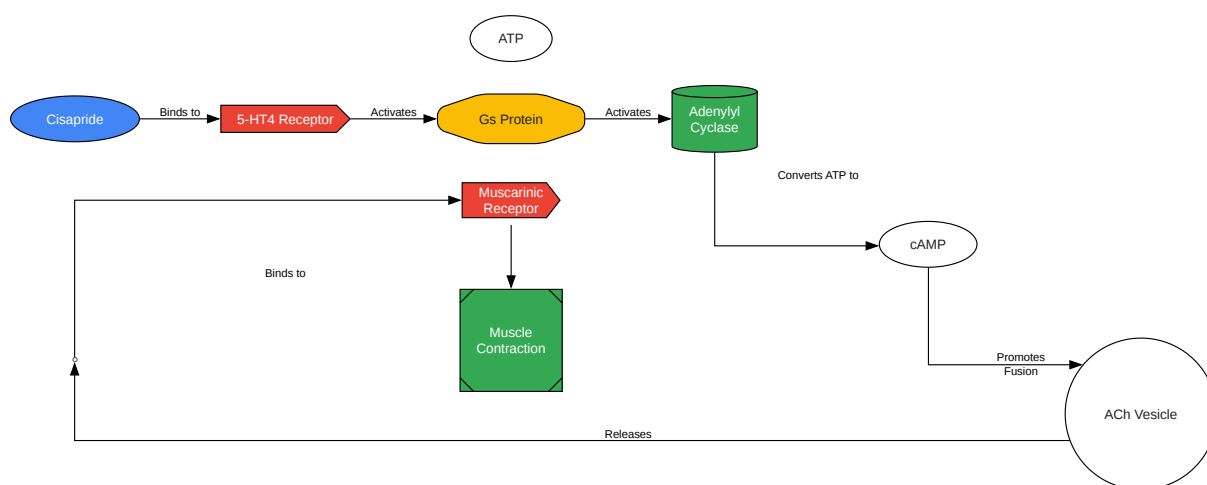 ATP
Cisapride
Binds to
5-HT4 Receptor
Activates
Gs Protein
Activates
Adenylyl
Cyclase
Converts ATP to
Muscarinic
Receptor
cAMP
Binds to
Muscle
Contraction
Promotes
Fusion
ACh Vesicle
Releases